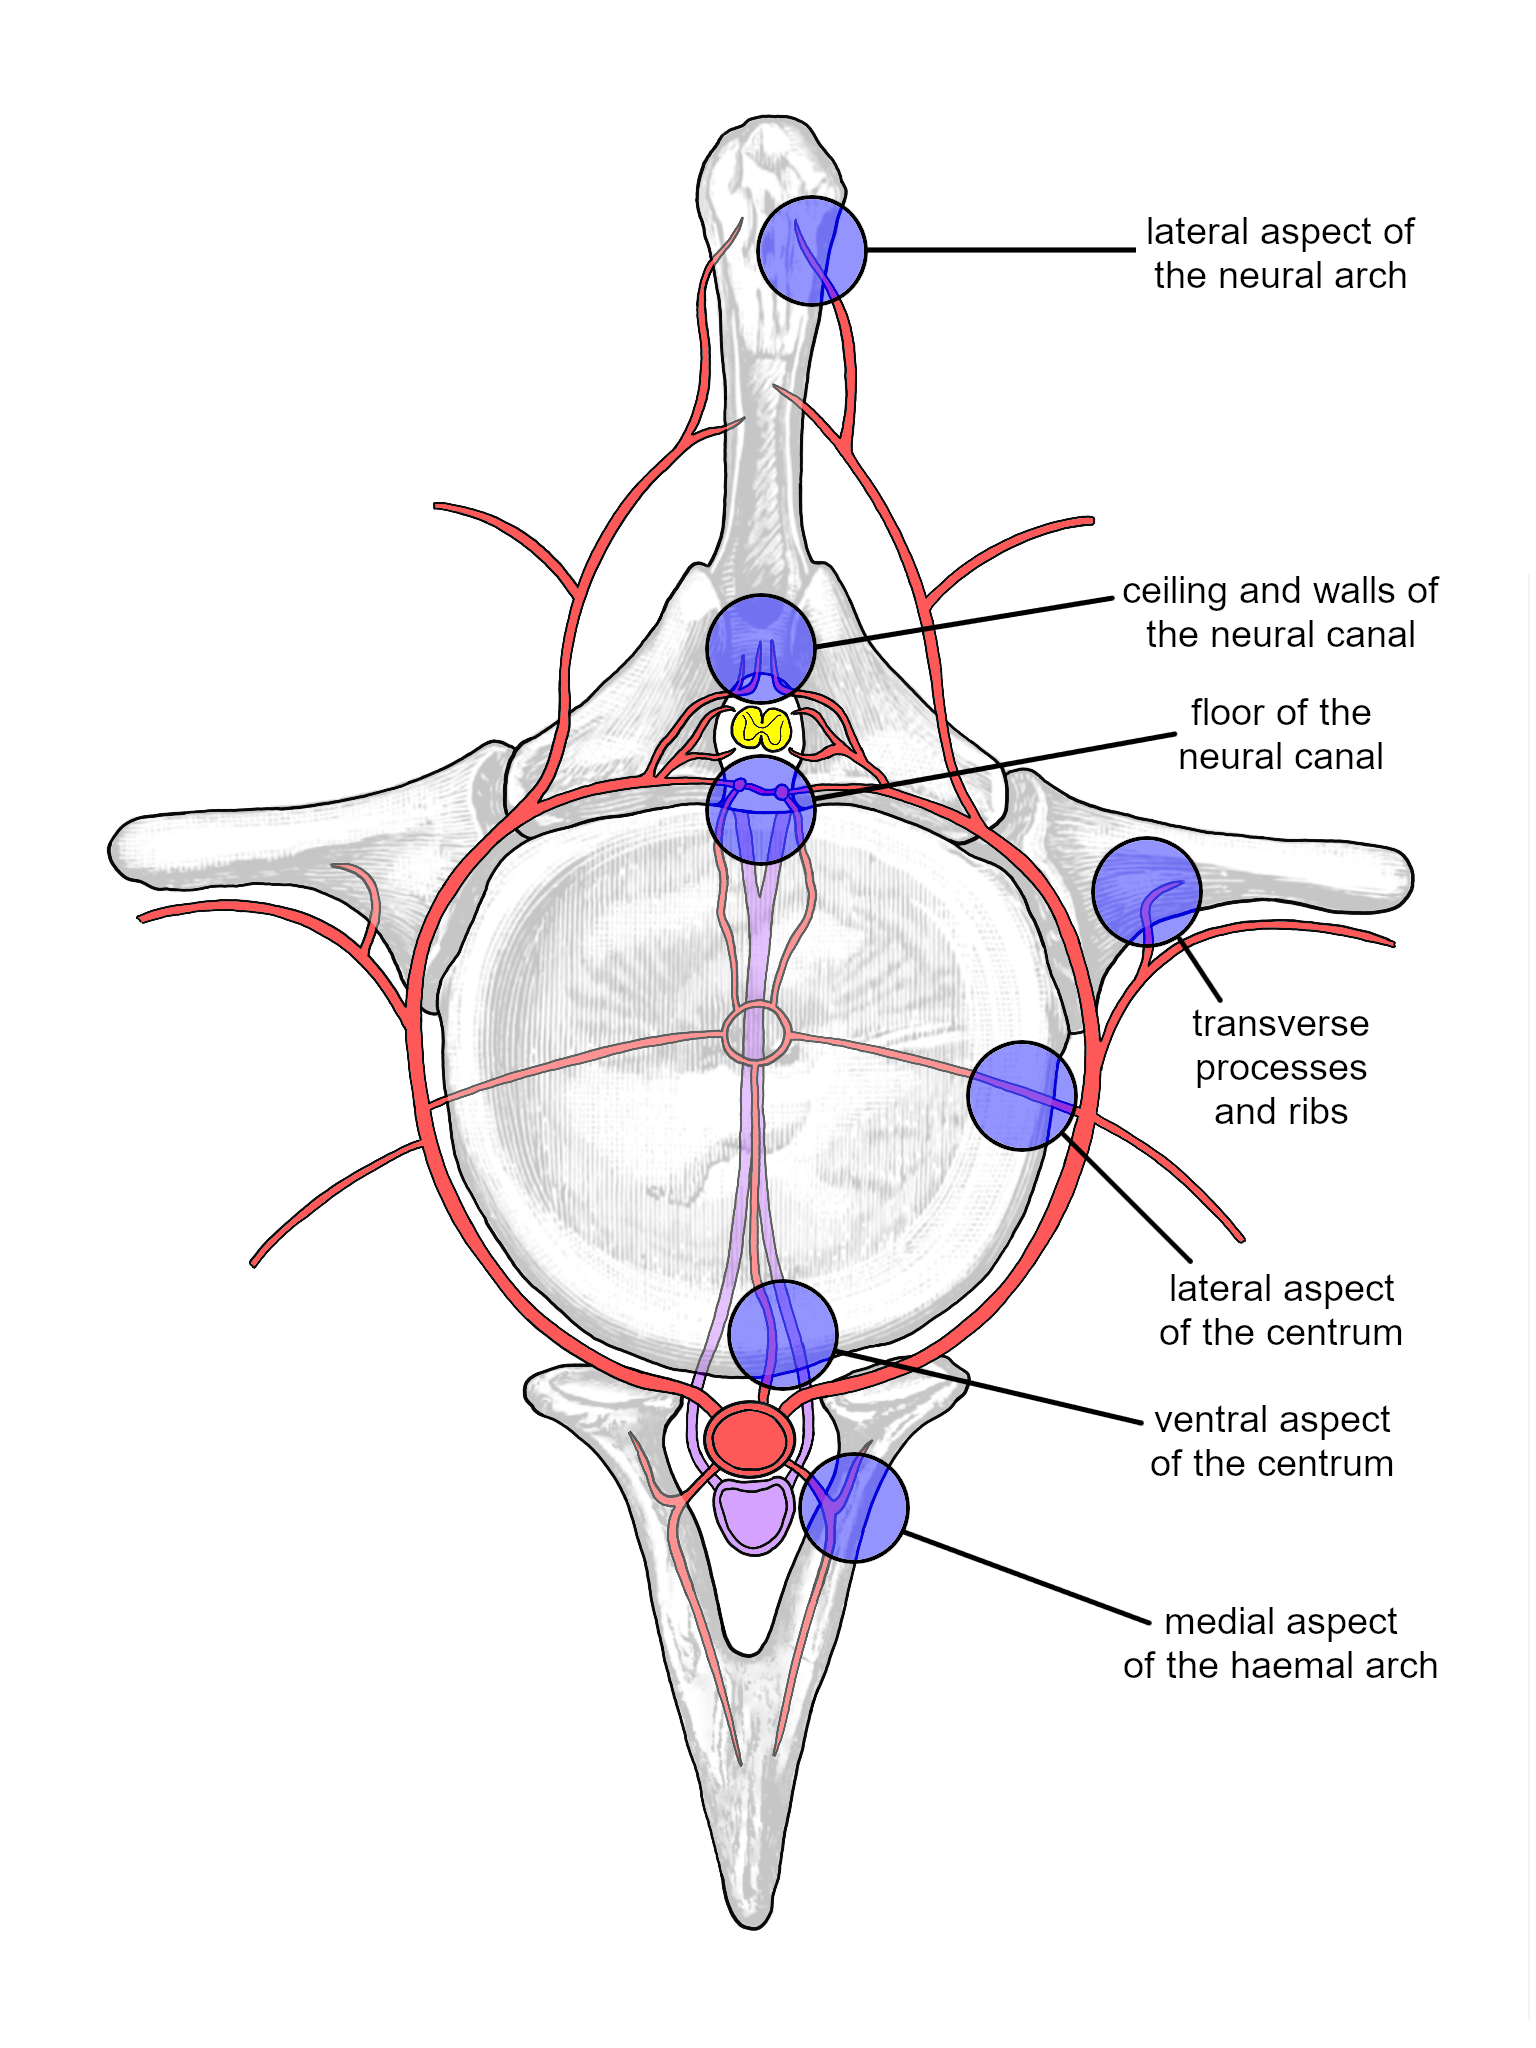 lateral aspect of
the neural arch
ceiling and walls of
the neural canal
floor of the
neural canal
transverse
processes
and ribs
lateral aspect
of the centrum
ventral aspect
of the centrum
medial aspect
of the haemal arch